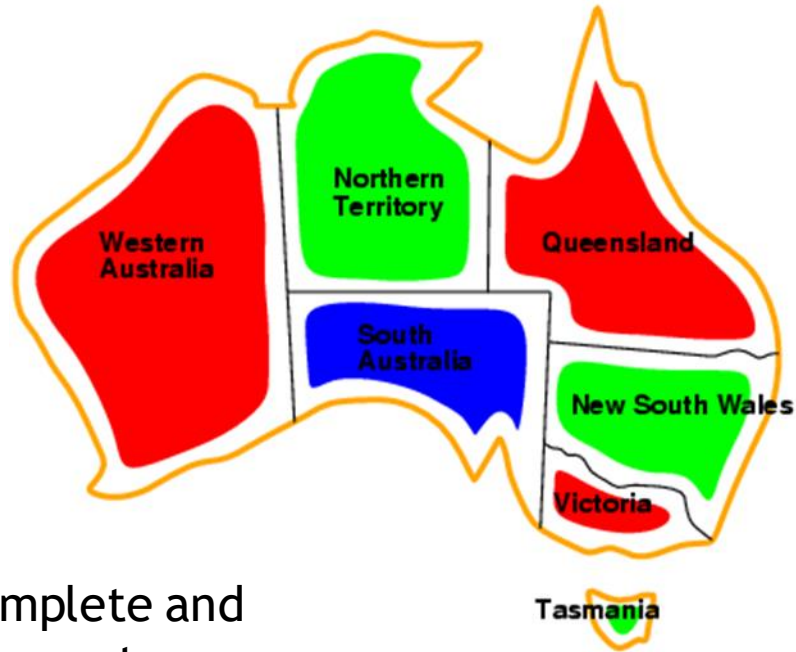 Northern
Territory
Western
Australia
Queensland
South
Australia
New South Wales
Victoria
Tasmania
mplete and